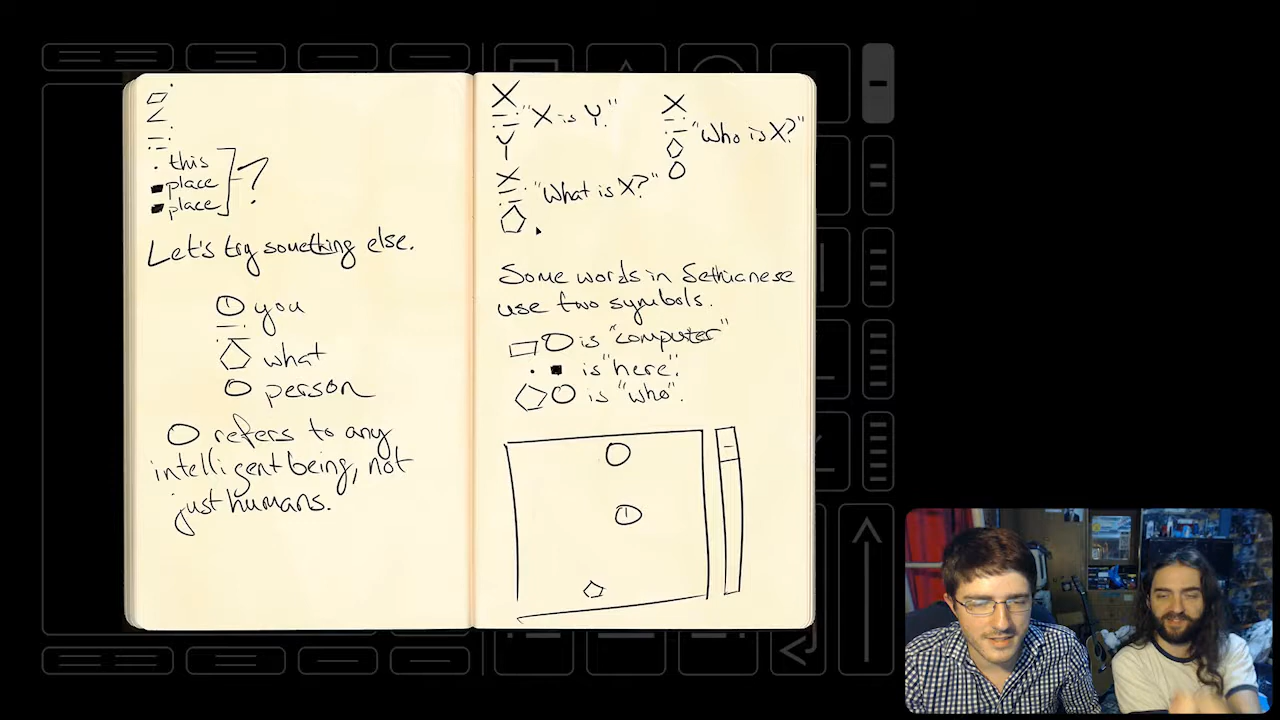 this
place
place
?
Let's try something else.
you
what
person
refers to any
intelligent being, not
just humans.
X
"X is Y."
Y
X
"Who is X?"
X
"What is X?"
Some words in Sethianese
use two symbols.
is "computer"
is "here".
is "who".